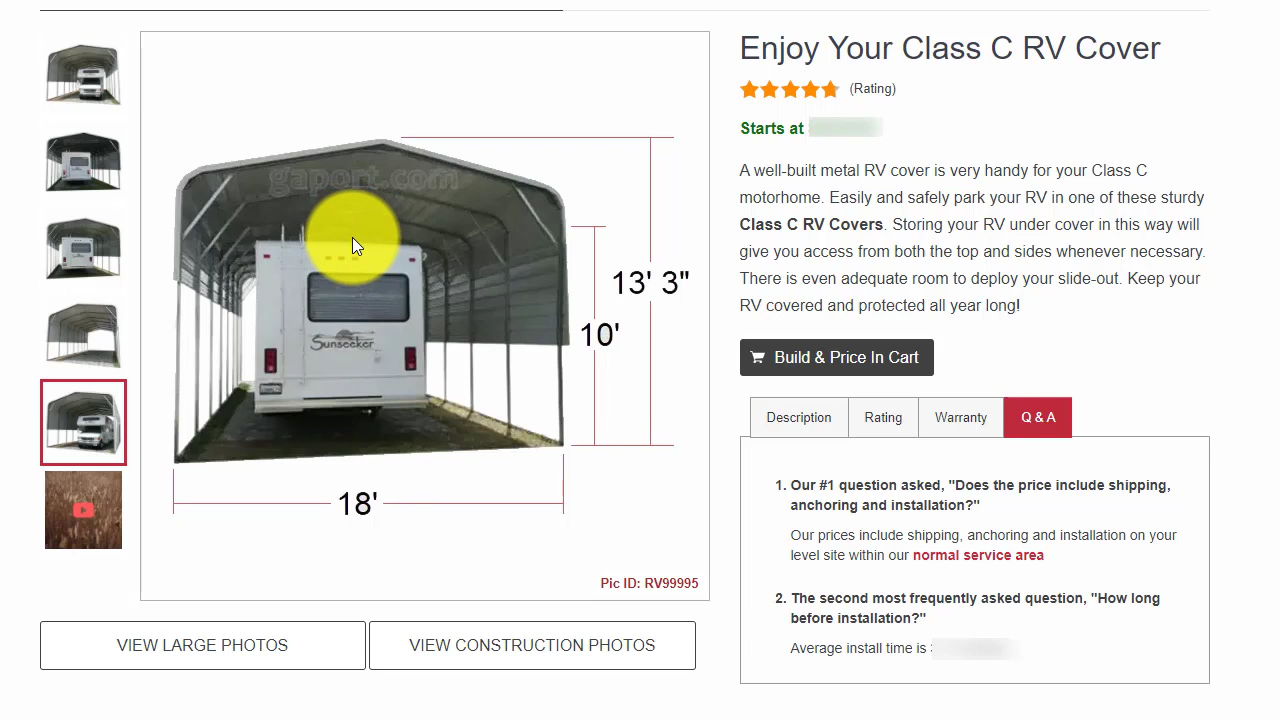 Enjoy Your Class C RV Cover
(Rating)
Starts at
A well-built metal RV cover is very handy for your Class C
motorhome. Easily and safely park your RV in one of these sturdy
Class C RV Covers. Storing your RV under cover in this way will
give you access from both the top and sides whenever necessary.
There is even adequate room to deploy your slide-out. Keep your
RV covered and protected all year long!
Build & Price In Cart
Description
Rating
Warranty
Q & A
1. Our #1 question asked, "Does the price include shipping,
anchoring and installation?"
Our prices include shipping, anchoring and installation on your
level site within our normal service area
2. The second most frequently asked question, "How long
before installation?"
Average install time is
gaport.com
13' 3"
10'
Sunseeker
18'
Pic ID: RV99995
VIEW LARGE PHOTOS
VIEW CONSTRUCTION PHOTOS